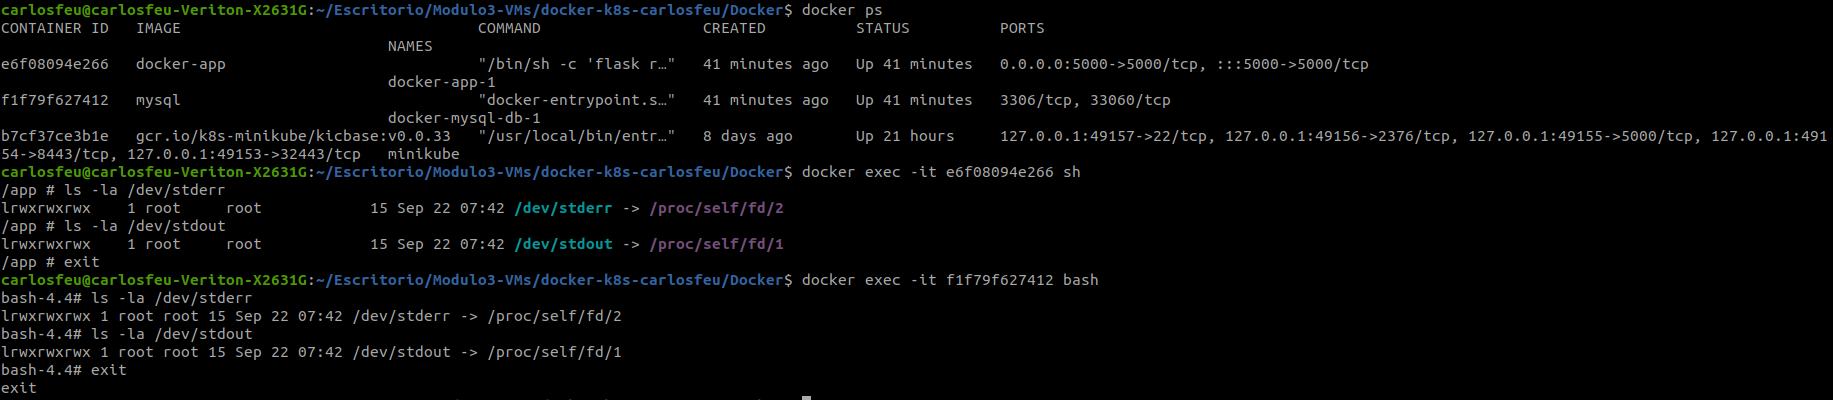 carlosfeu@carlosfeu-Veriton-X2631G:~/Escritorio/Modulo3-VMs/docker-k8s-carlosfeu/Docker$ docker ps
CONTAINER ID   IMAGE                                 COMMAND                  CREATED          STATUS          PORTS
                                           NAMES
e6f08094e266   docker-app                            "/bin/sh -c 'flask r…"   41 minutes ago   Up 41 minutes   0.0.0.0:5000->5000/tcp, :::5000->5000/tcp
                                           docker-app-1
f1f79f627412   mysql                                 "docker-entrypoint.s…"   41 minutes ago   Up 41 minutes   3306/tcp, 33060/tcp
                                           docker-mysql-db-1
b7cf37ce3b1e   gcr.io/k8s-minikube/kicbase:v0.0.33   "/usr/local/bin/entr…"   8 days ago       Up 21 hours     127.0.0.1:49157->22/tcp, 127.0.0.1:49156->2376/tcp, 127.0.0.1:49155->5000/tcp, 127.0.0.1:491
54->8443/tcp, 127.0.0.1:49153->32443/tcp   minikube
carlosfeu@carlosfeu-Veriton-X2631G:~/Escritorio/Modulo3-VMs/docker-k8s-carlosfeu/Docker$ docker exec -it e6f08094e266 sh
/app # ls -la /dev/stderr
lrwxrwxrwx    1 root     root            15 Sep 22 07:42 /dev/stderr -> /proc/self/fd/2
/app # ls -la /dev/stdout
lrwxrwxrwx    1 root     root            15 Sep 22 07:42 /dev/stdout -> /proc/self/fd/1
/app # exit
carlosfeu@carlosfeu-Veriton-X2631G:~/Escritorio/Modulo3-VMs/docker-k8s-carlosfeu/Docker$ docker exec -it f1f79f627412 bash
bash-4.4# ls -la /dev/stderr
lrwxrwxrwx 1 root root 15 Sep 22 07:42 /dev/stderr -> /proc/self/fd/2
bash-4.4# ls -la /dev/stdout
lrwxrwxrwx 1 root root 15 Sep 22 07:42 /dev/stdout -> /proc/self/fd/1
bash-4.4# exit
exit